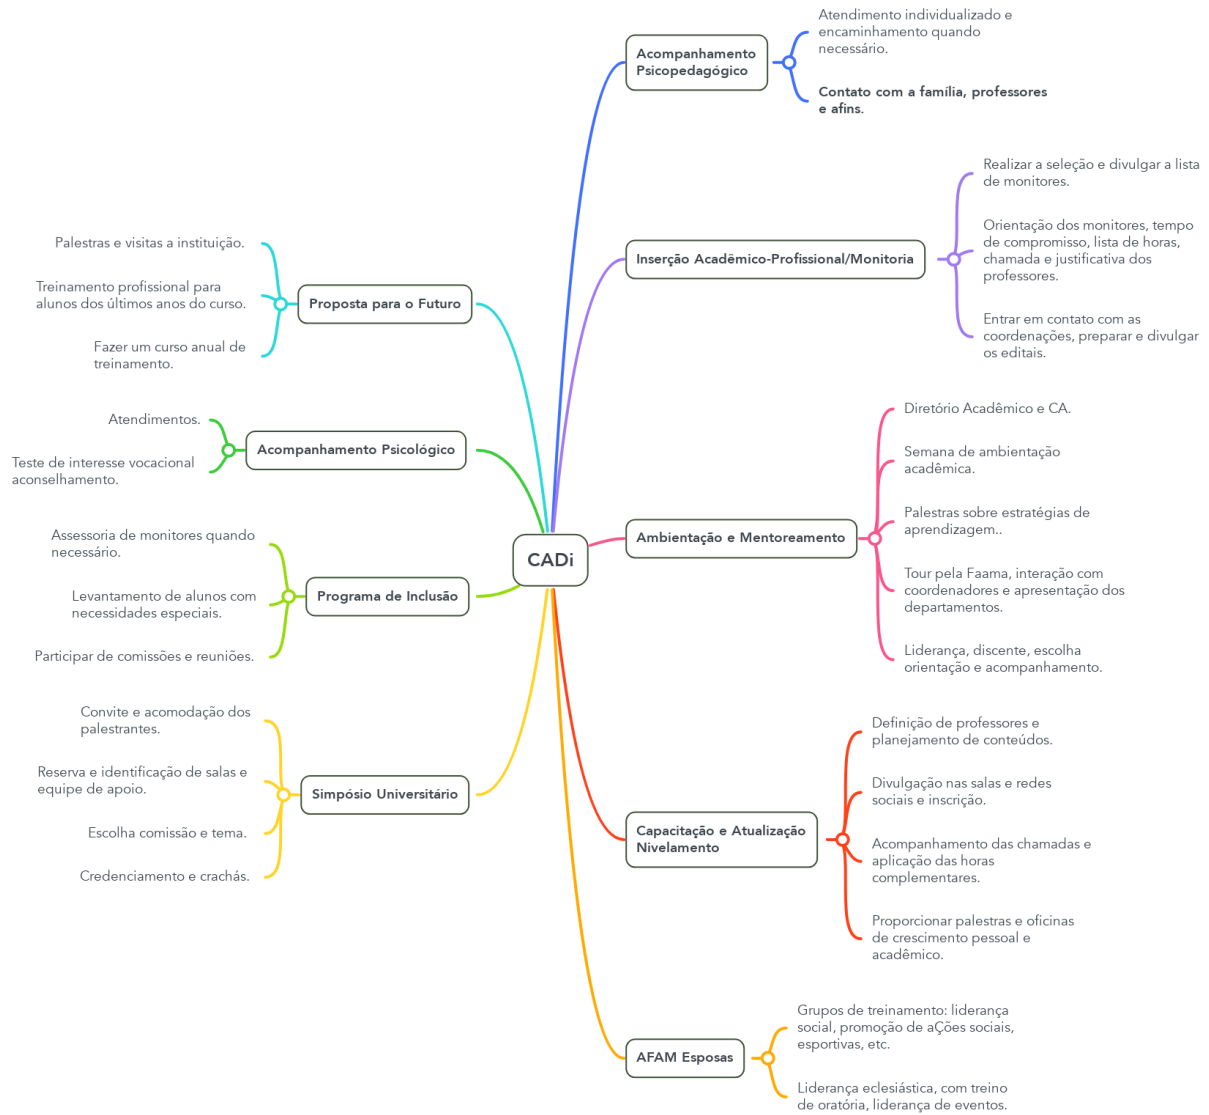 CADi
Acompanhamento
Psicopedagógico
Atendimento individualizado e
encaminhamento quando
necessário.
Contato com a família, professores
e afins.
Inserção Acadêmico-Profissional/Monitoria
Realizar a seleção e divulgar a lista
de monitores.
Orientação dos monitores, tempo
de compromisso, lista de horas,
chamada e justificativa dos
professores.
Entrar em contato com as
coordenações, preparar e divulgar
os editais.
Ambientação e Mentoreamento
Diretório Acadêmico e CA.
Semana de ambientação
acadêmica.
Palestras sobre estratégias de
aprendizagem..
Tour pela Faama, interação com
coordenadores e apresentação dos
departamentos.
Liderança, discente, escolha
orientação e acompanhamento.
Capacitação e Atualização
Nivelamento
Definição de professores e
planejamento de conteúdos.
Divulgação nas salas e redes
sociais e inscrição.
Acompanhamento das chamadas e
aplicação das horas
complementares.
Proporcionar palestras e oficinas
de crescimento pessoal e
acadêmico.
AFAM Esposas
Grupos de treinamento: liderança
social, promoção de aÇões sociais,
esportivas, etc.
Liderança eclesiástica, com treino
de oratória, liderança de eventos.
Proposta para o Futuro
Palestras e visitas a instituição.
Treinamento profissional para
alunos dos últimos anos do curso.
Fazer um curso anual de
treinamento.
Acompanhamento Psicológico
Atendimentos.
Teste de interesse vocacional
aconselhamento.
Programa de Inclusão
Assessoria de monitores quando
necessário.
Levantamento de alunos com
necessidades especiais.
Participar de comissões e reuniões.
Simpósio Universitário
Convite e acomodação dos
palestrantes.
Reserva e identificação de salas e
equipe de apoio.
Escolha comissão e tema.
Credenciamento e crachás.